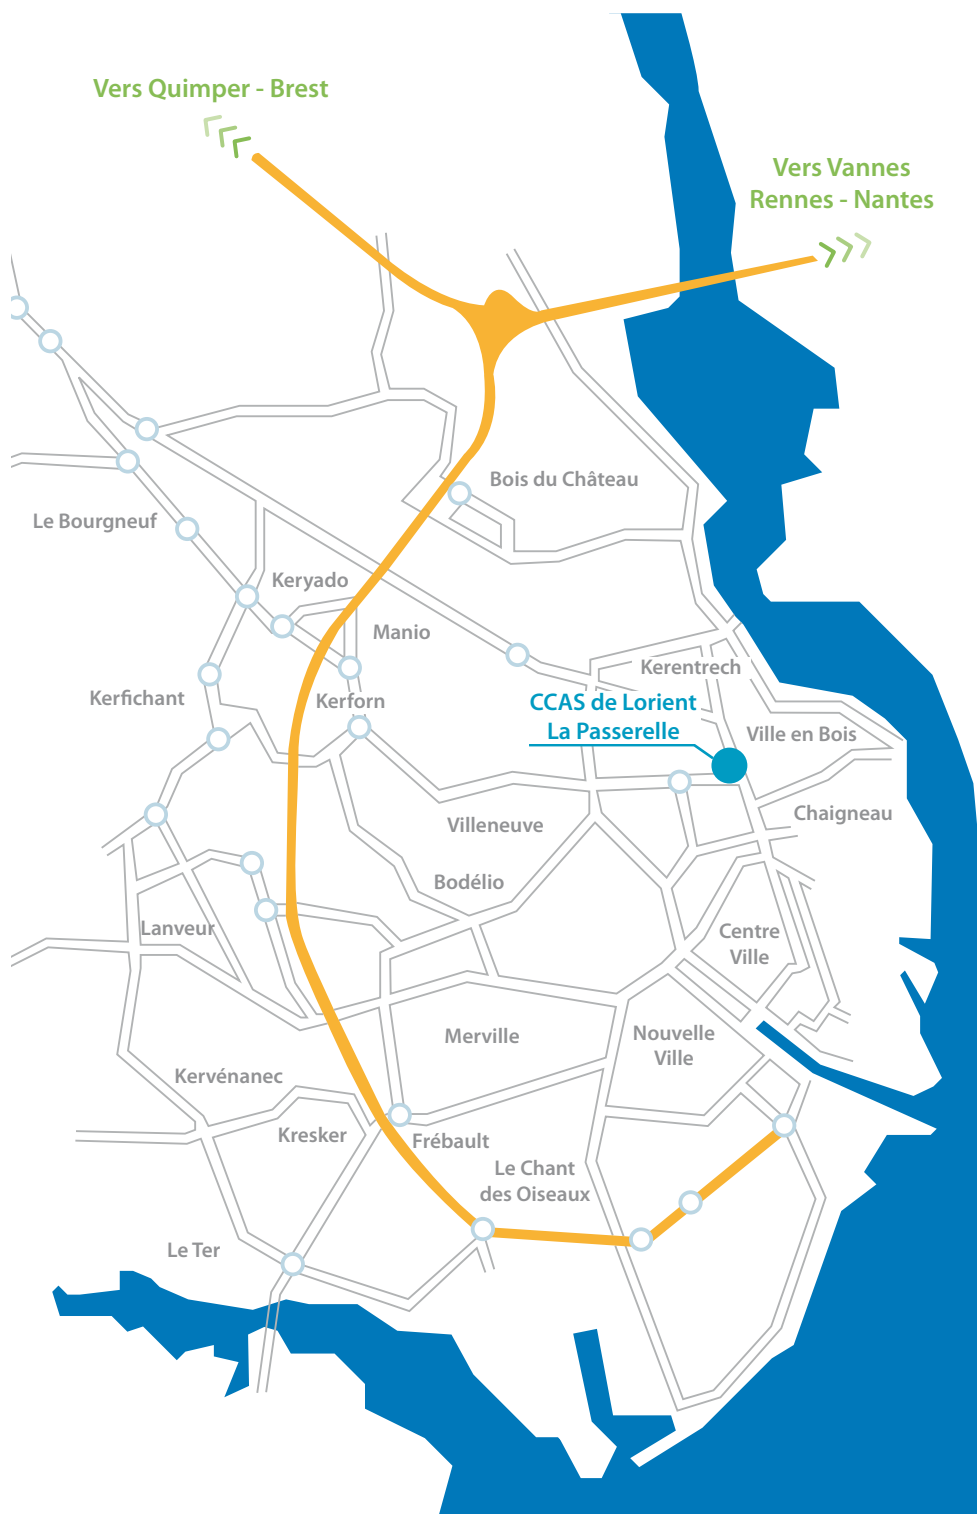 Vers Quimper - Brest
Vers Vannes
Rennes - Nantes
Bois du Château
Le Bourgneuf
Keryado
Manio
Kerentrech
Kerfichant
Kerforn
CCAS de Lorient
La Passerelle
Ville en Bois
Chaigneau
Villeneuve
Bodélio
Lanveur
Centre
Ville
Merville
Nouvelle
Ville
Kervénanec
Kresker
Frébault
Le Chant
des Oiseaux
Le Ter